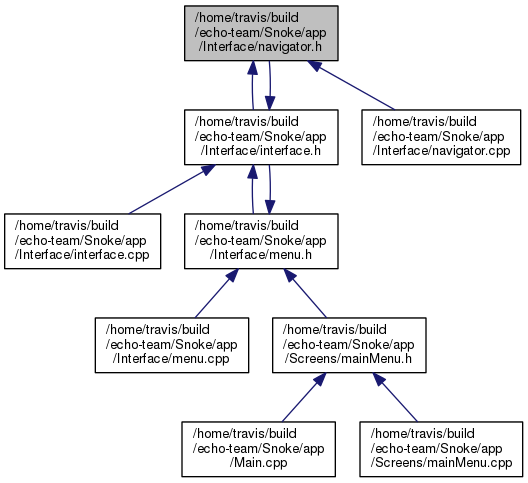 /home/travis/build
/echo-team/Snoke/app
/Interface/navigator.h
/home/travis/build
/echo-team/Snoke/app
/Interface/interface.h
/home/travis/build
/echo-team/Snoke/app
/Interface/navigator.cpp
/home/travis/build
/echo-team/Snoke/app
/Interface/interface.cpp
/home/travis/build
/echo-team/Snoke/app
/Interface/menu.h
/home/travis/build
/echo-team/Snoke/app
/Interface/menu.cpp
/home/travis/build
/echo-team/Snoke/app
/Screens/mainMenu.h
/home/travis/build
/echo-team/Snoke/app
/Main.cpp
/home/travis/build
/echo-team/Snoke/app
/Screens/mainMenu.cpp